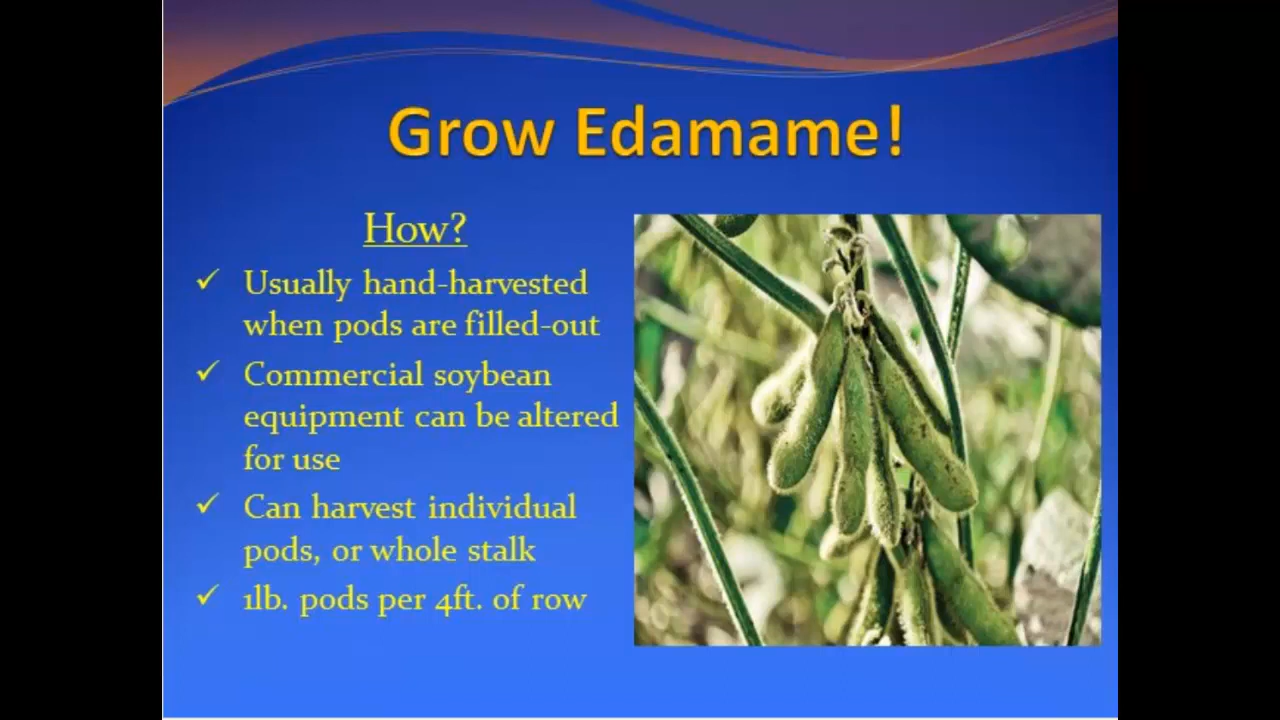 Grow Edamame!
How?
✓ Usually hand-harvested
when pods are filled-out
✓ Commercial soybean
equipment can be altered
for use
✓ Can harvest individual
pods, or whole stalk
✓ 1lb. pods per 4ft. of row